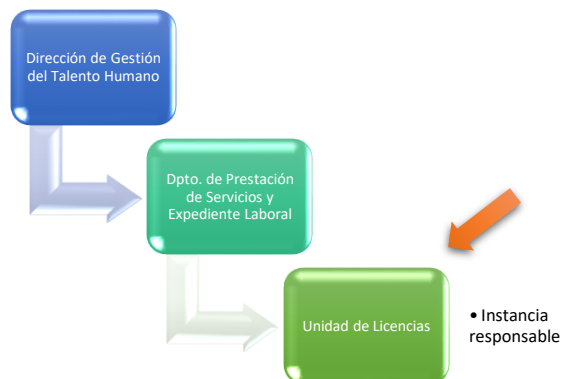 Dirección de Gestión
del Talento Humano
Dpto. de Prestación
de Servicios y
Expediente Laboral
Unidad de Licencias
• Instancia
responsable